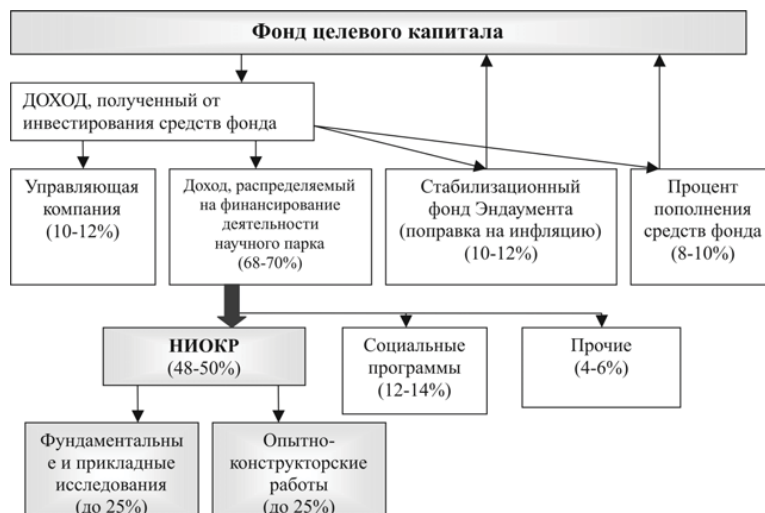 Фонд целевого капитала
ДОХОД, полученный от
инвестирования средств фонда
Управляющая
компания
(10-12%)
Доход, распределяемый
на финансирование
деятельности
научного парка
(68-70%)
Стабилизационный
фонд Эндаумента
(поправка на инфляцию)
(10-12%)
Процент
пополнения
средств фонда
(8-10%)
НИОКР
(48-50%)
Социальные
программы
(12-14%)
Прочие
(4-6%)
Фундаментальны
е и прикладные
исследования
(до 25%)
Опытно-
конструкторские
работы
(до 25%)